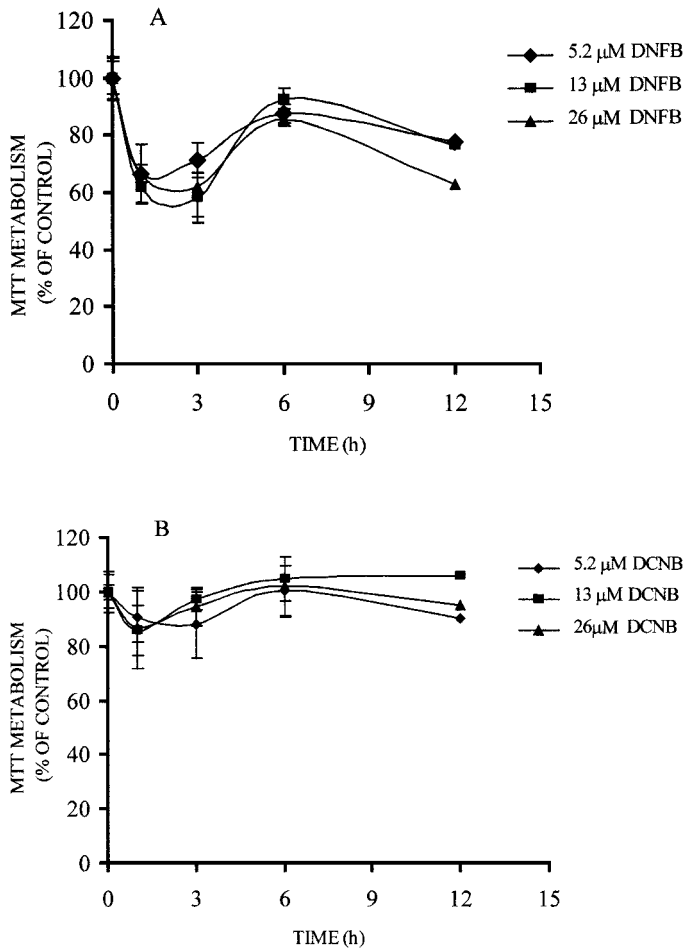 A
120
100
80
60
40
20
0
MTT METABOLISM
(% OF CONTROL)
0 3 6 9 12 15
TIME (h)
5.2 μM DNFB
13 μM DNFB
26 μM DNFB
B
120
100
80
60
40
20
0
MTT METABOLISM
(% OF CONTROL)
0 3 6 9 12 15
TIME (h)
5.2 μM DCNB
13 μM DCNB
26μM DCNB